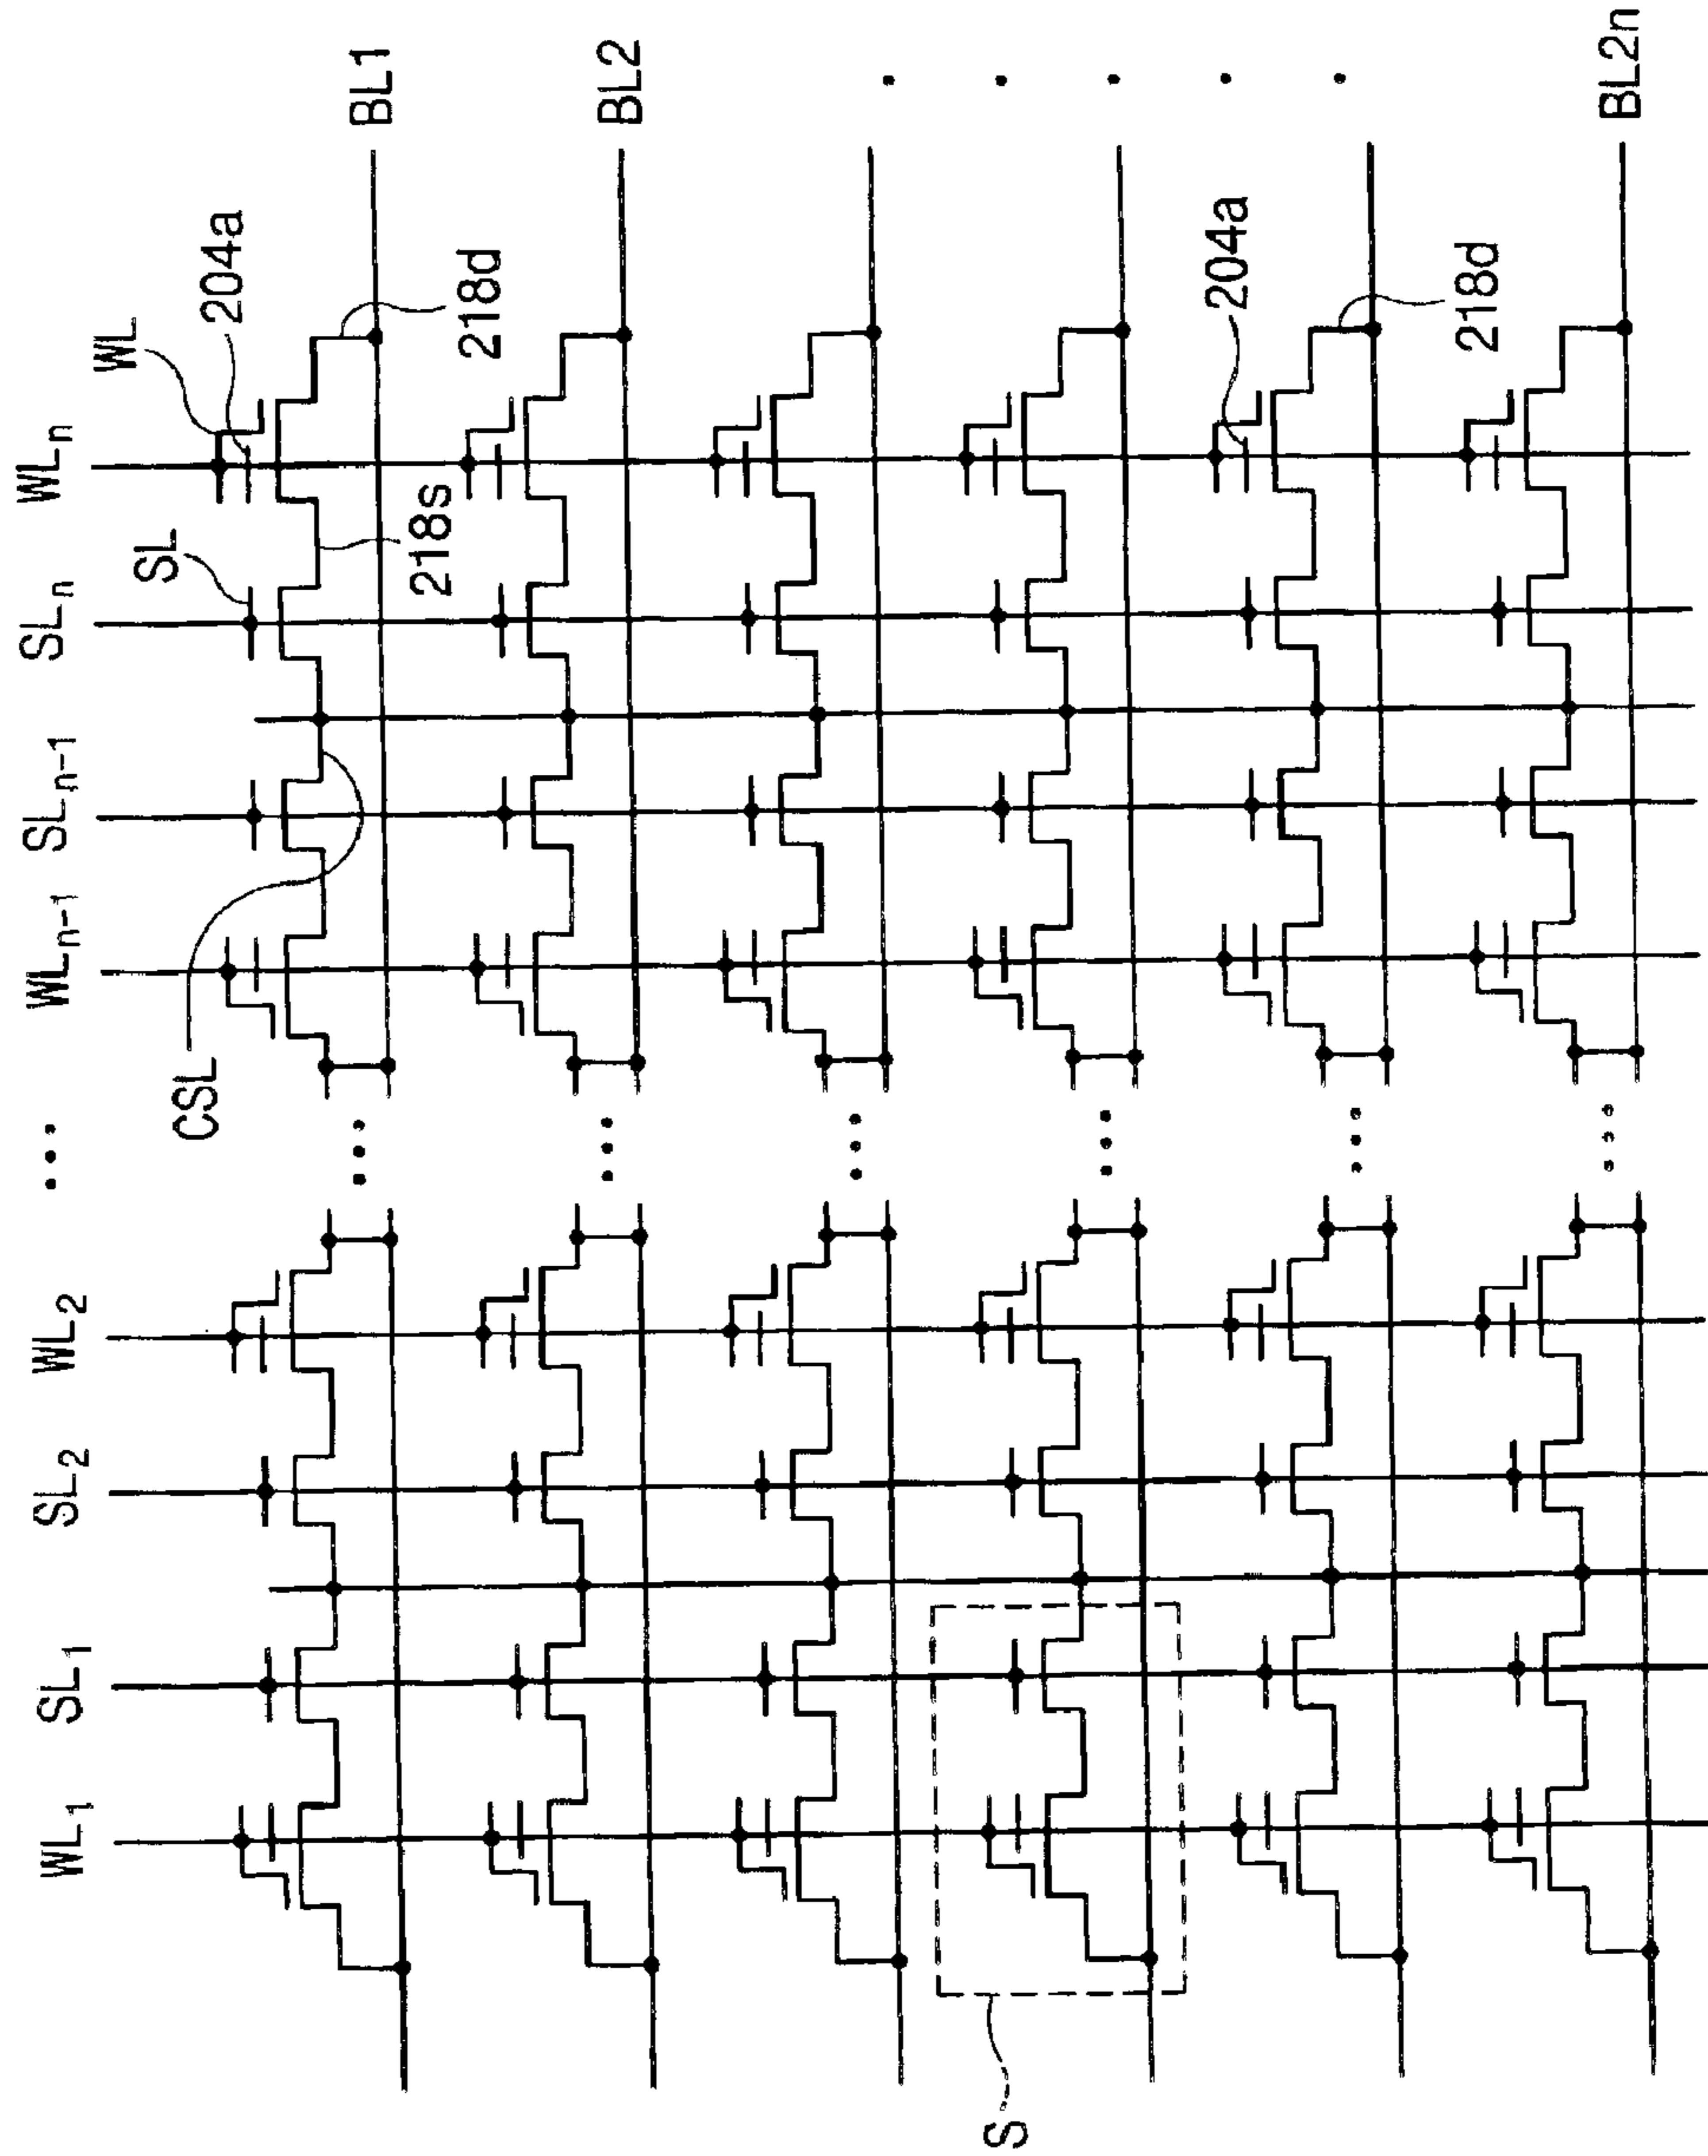 WL1 SL1 SL2 WL2 ... WLn-1 SLn-1 SLn WLn
WL
SL
CSL
204a
BL1
218s
218d
BL2
S
204a
218d
BL2n